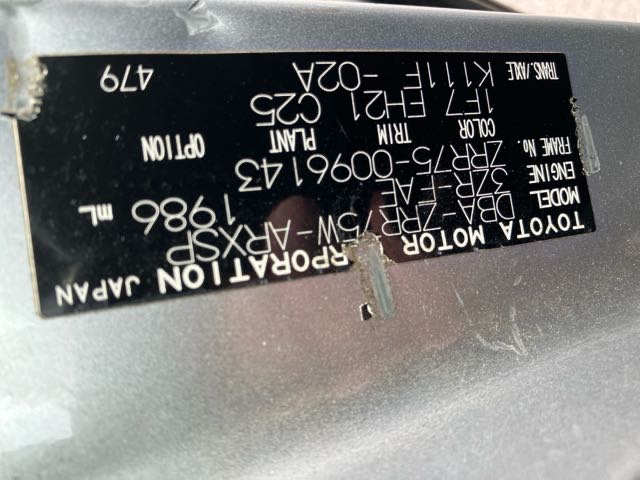 TOYOTA MOTOR RPORATION JAPAN
MODEL DBA-ZRR75W-ARXSP
ENGINE 3ZR-FAE 1986 mL
FRAME No ZRR75-0096143
COLOR TRIM PLANT OPTION
1F7 EH21 C25
TRANS./AXLE K111F-02A 479